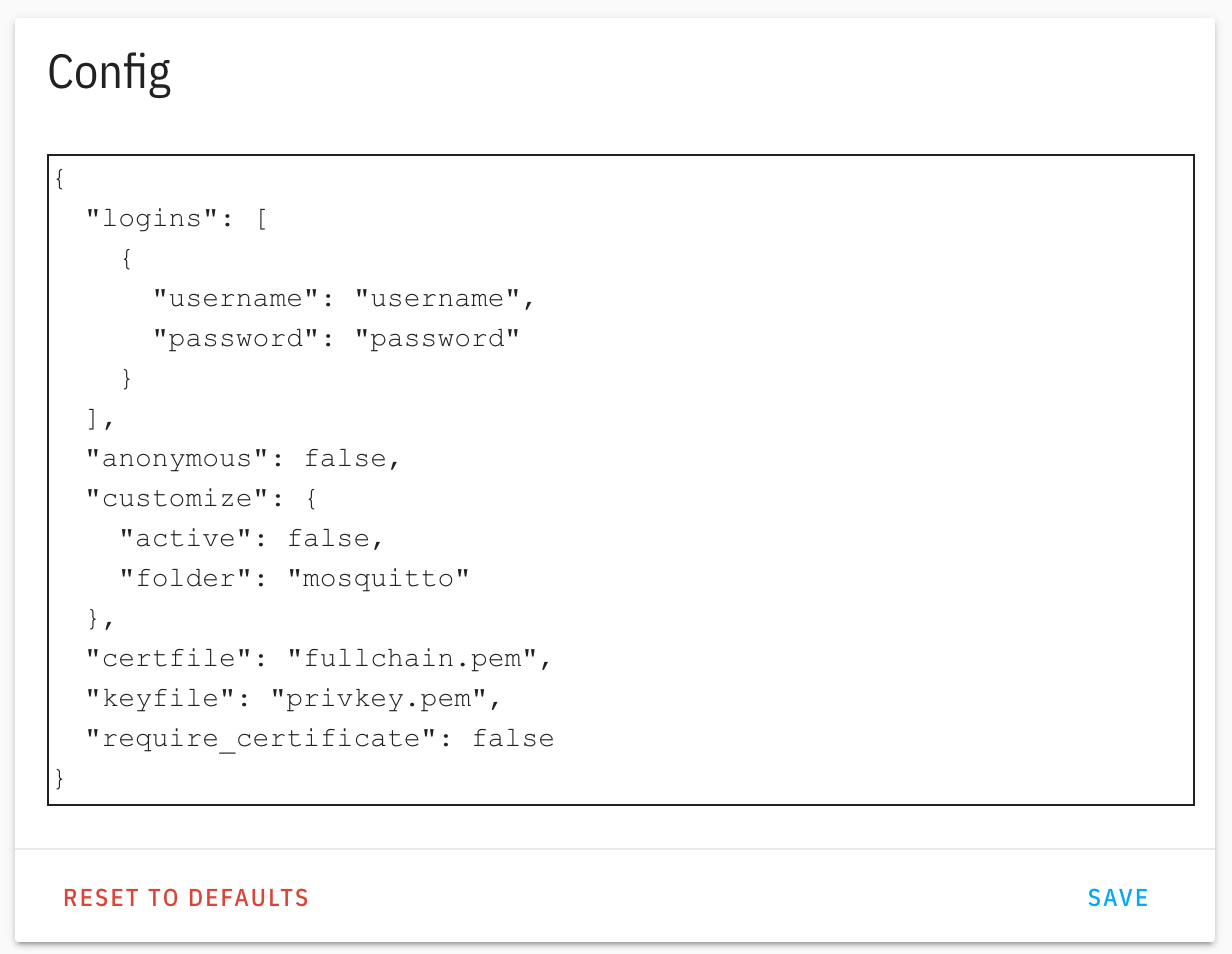 Config
{
  "logins": [
    {
      "username": "username",
      "password": "password"
    }
  ],
  "anonymous": false,
  "customize": {
    "active": false,
    "folder": "mosquitto"
  },
  "certfile": "fullchain.pem",
  "keyfile": "privkey.pem",
  "require_certificate": false
}
RESET TO DEFAULTS
SAVE